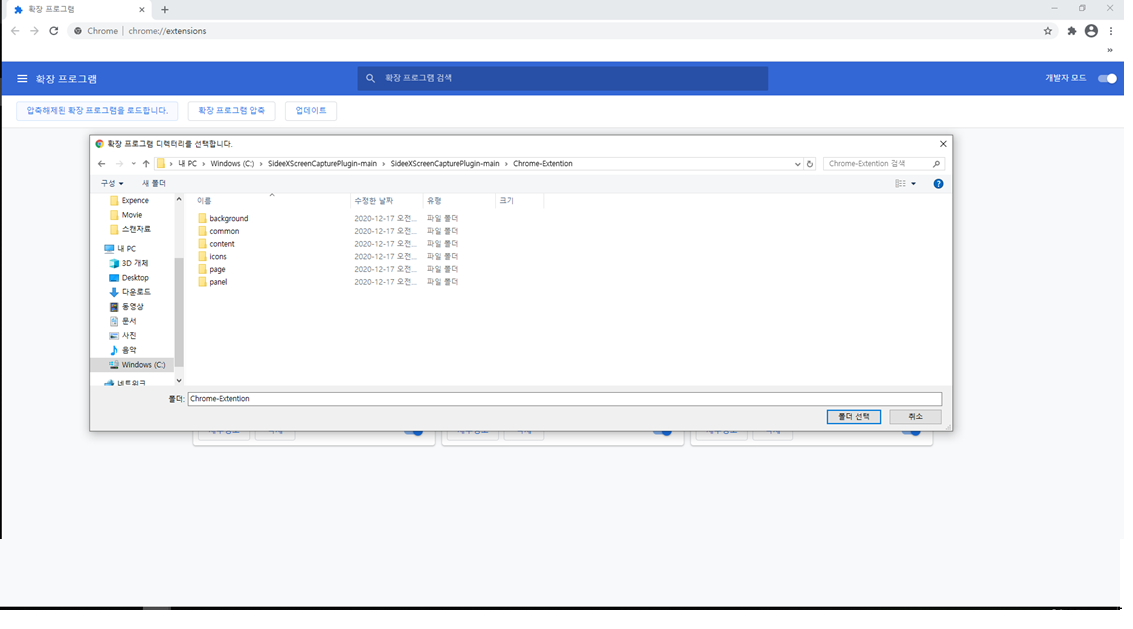 확장 프로그램
Chrome | chrome://extensions
»
확장 프로그램
확장 프로그램 검색
개발자 모드
압축해제된 확장 프로그램을 로드합니다.
확장 프로그램 압축
업데이트
확장 프로그램 디렉터리를 선택합니다.
내 PC > Windows (C:) > SideeXScreenCapturePlugin-main > SideeXScreenCapturePlugin-main > Chrome-Extention
Chrome-Extention 검색
구성
새 폴더
Expence
Movie
스캔자료
내 PC
3D 개체
Desktop
다운로드
동영상
문서
사진
음악
Windows (C:)
네트워크
이름 수정한 날짜 유형 크기
background 2020-12-17 오전... 파일 폴더
common 2020-12-17 오전... 파일 폴더
content 2020-12-17 오전... 파일 폴더
icons 2020-12-17 오전... 파일 폴더
page 2020-12-17 오전... 파일 폴더
panel 2020-12-17 오전... 파일 폴더
폴더: Chrome-Extention
폴더 선택
취소